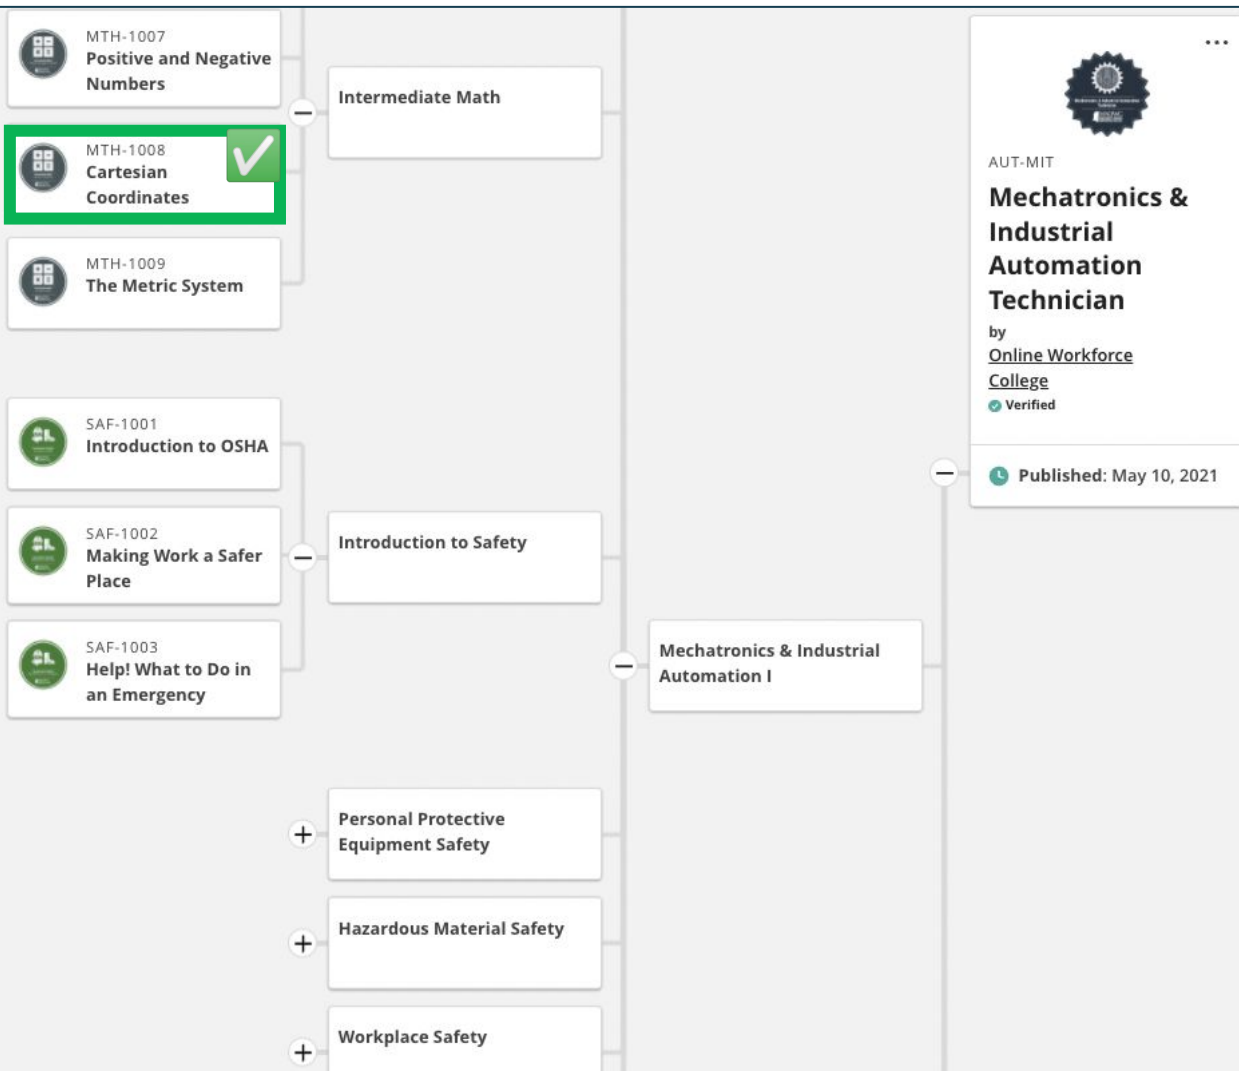 MTH-1007
Positive and Negative
Numbers
MTH-1008
Cartesian
Coordinates
MTH-1009
The Metric System
Intermediate Math
SAF-1001
Introduction to OSHA
SAF-1002
Making Work a Safer
Place
SAF-1003
Help! What to Do in
an Emergency
Introduction to Safety
Personal Protective
Equipment Safety
Hazardous Material Safety
Workplace Safety
Mechatronics & Industrial
Automation I
AUT-MIT
Mechatronics &
Industrial
Automation
Technician
by
Online Workforce
College
Verified
Published: May 10, 2021